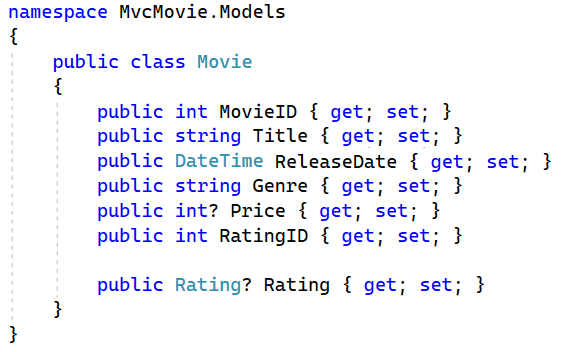 namespace MvcMovie.Models
{
    public class Movie
    {
        public int MovieID { get; set; }
        public string Title { get; set; }
        public DateTime ReleaseDate { get; set; }
        public string Genre { get; set; }
        public int? Price { get; set; }
        public int RatingID { get; set; }

        public Rating? Rating { get; set; }
    }
}